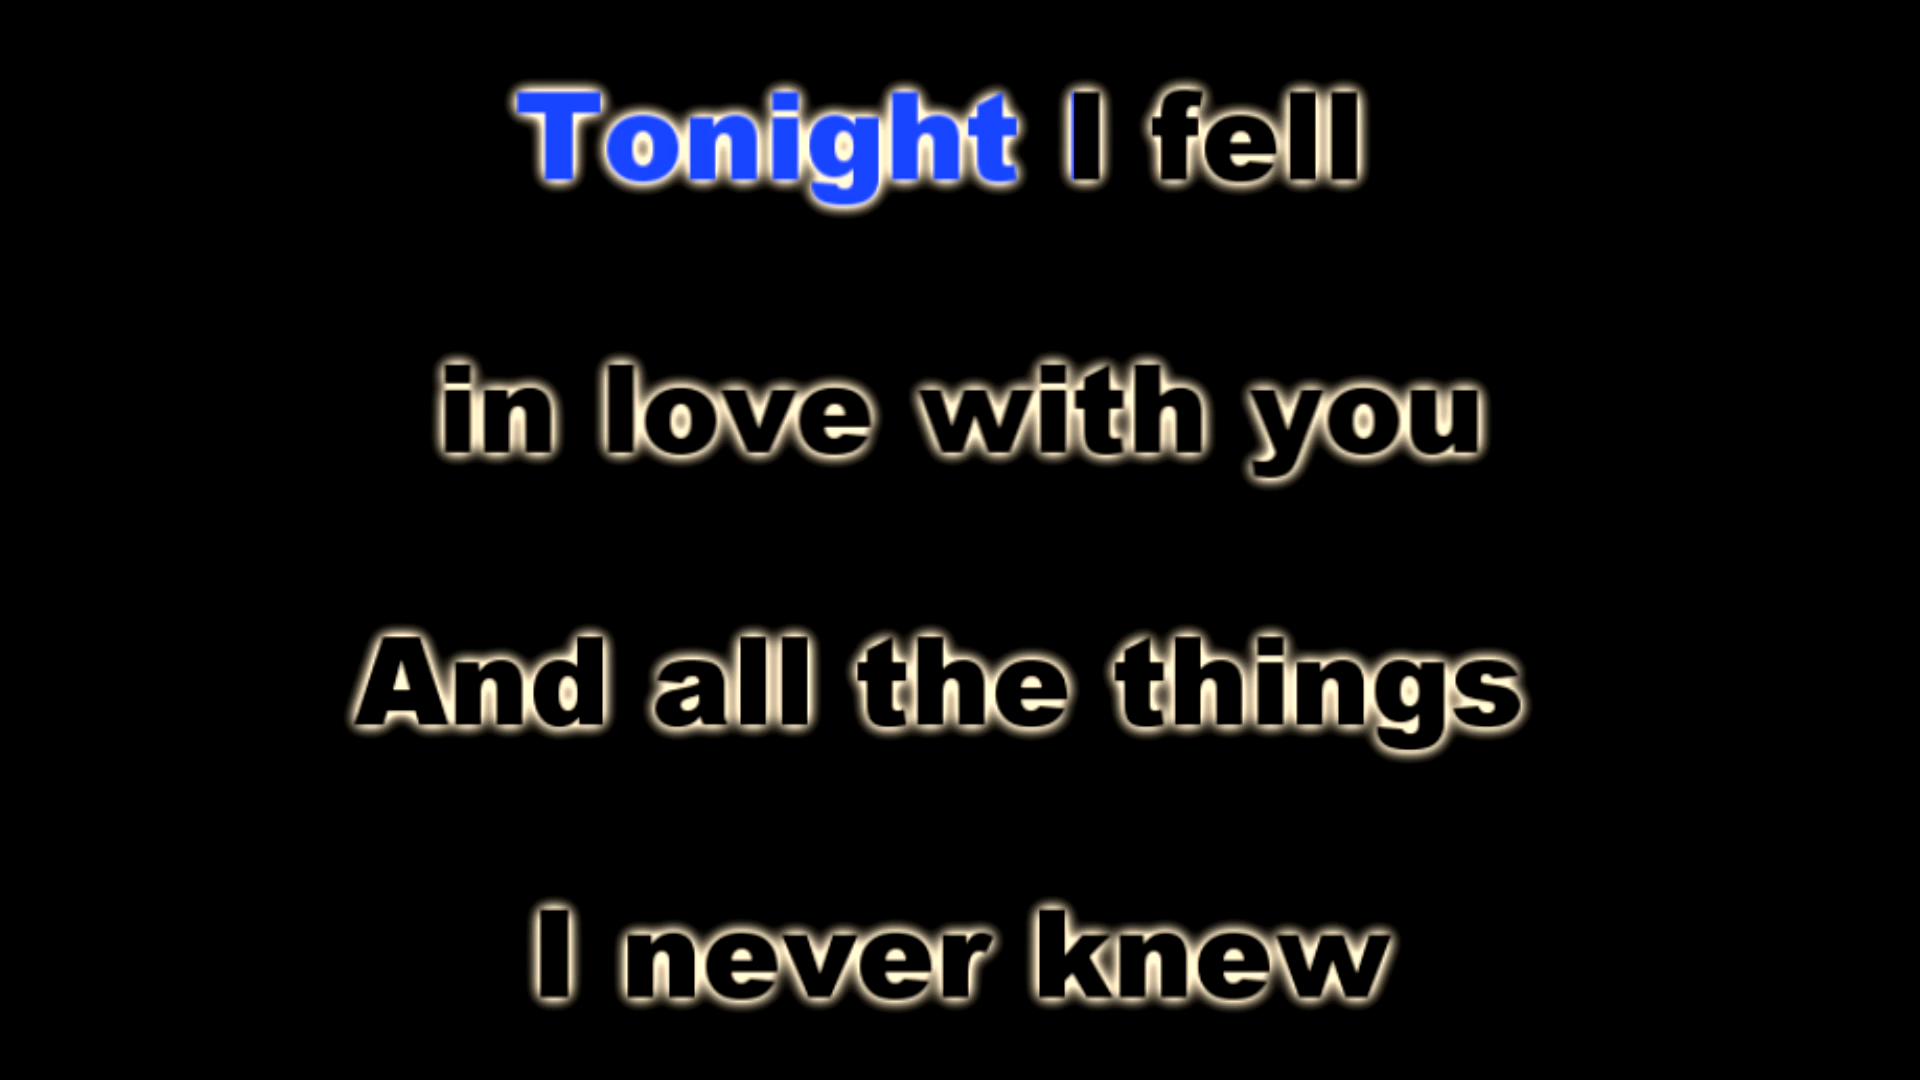 Tonight I fell
in love with you
And all the things
I never knew